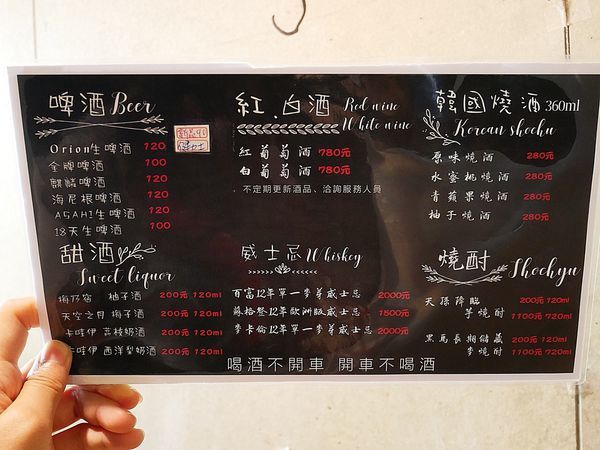 啤酒 Beer
Orion生啤酒 120
金牌啤酒 100
麒麟啤酒 120
海尼根啤酒 120
ASAHI生啤酒 120
18天生啤酒 100
紅.白酒 Red wine
White wine
紅葡萄酒 780元
白葡萄酒 780元
不定期更新酒品、洽詢服務人員
韓國燒酒 360ml
Korean shochu
原味燒酒 280元
水蜜桃燒酒 280元
青蘋果燒酒 280元
柚子燒酒 280元
甜酒
Sweet liquor
梅乃宿 柚子酒 200元 120ml
天空之月 梅子酒 200元 120ml
卡哇伊 荔枝奶酒 200元 120ml
卡哇伊 西洋梨奶酒 200元 120ml
威士忌 Whiskey
百富12年單一麥芽威士忌 2000元
蘇格登12年歐洲版威士忌 1500元
麥卡倫12年單一麥芽威士忌 2000元
燒酎 Shochyu
天孫降臨 200元 120ml
芋燒酎 1100元 720ml
黑馬長期儲藏 200元 120ml
麥燒酎 1100元 720ml
喝酒不開車 開車不喝酒